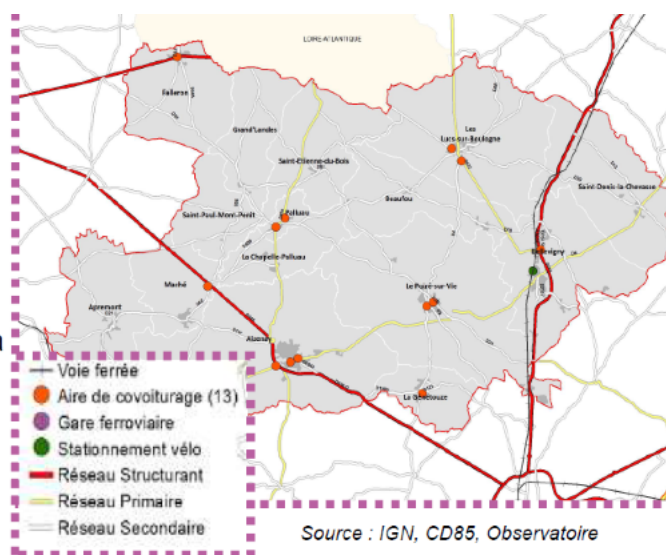 LOIRE-ATLANTIQUE
Falleron
Grand'Landes
Les
Lucs-sur-Boulogne
Saint-Etienne-du-Bois
Saint-Denis-la-Chevasse
Beaufou
Saint-Paul-Mont-Penit
Palluau
Bellevigny
La Chapelle-Palluau
Maché
Le Poiré-sur-Vie
Apremont
Aizenay
La Génétouze
Voie ferrée
Aire de covoiturage (13)
Gare ferroviaire
Stationnement vélo
Réseau Structurant
Réseau Primaire
Réseau Secondaire
Source : IGN, CD85, Observatoire